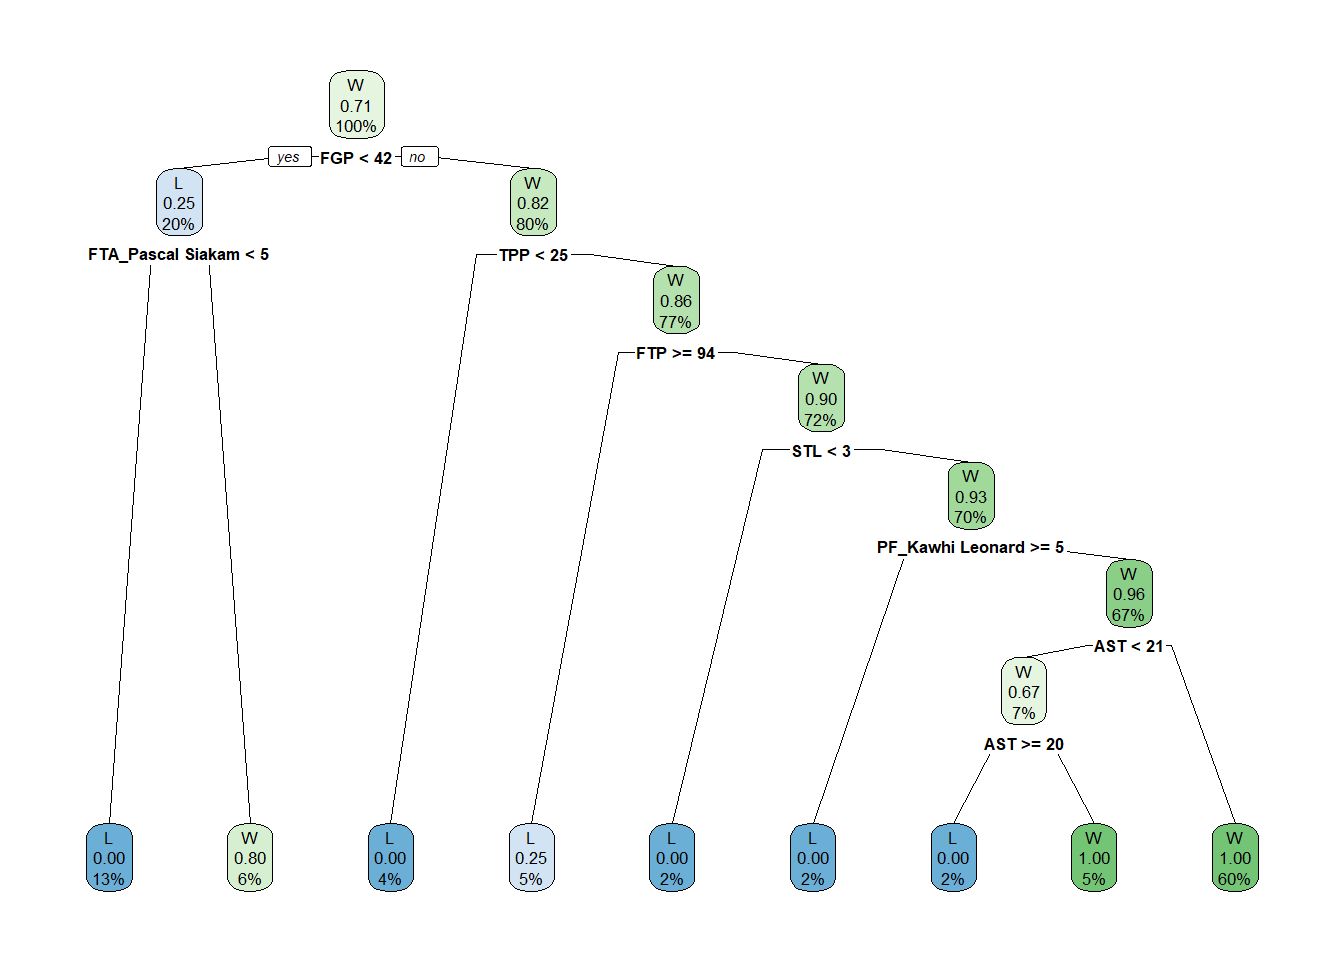 W
0.71
100%
yes
FGP < 42
no
L
0.25
20%
W
0.82
80%
FTA_Pascal Siakam < 5
TPP < 25
W
0.86
77%
FTP >= 94
W
0.90
72%
STL < 3
W
0.93
70%
PF_Kawhi Leonard >= 5
W
0.96
67%
AST < 21
W
0.67
7%
AST >= 20
L
0.00
13%
W
0.80
6%
L
0.00
4%
L
0.25
5%
L
0.00
2%
L
0.00
2%
L
0.00
2%
W
1.00
5%
W
1.00
60%